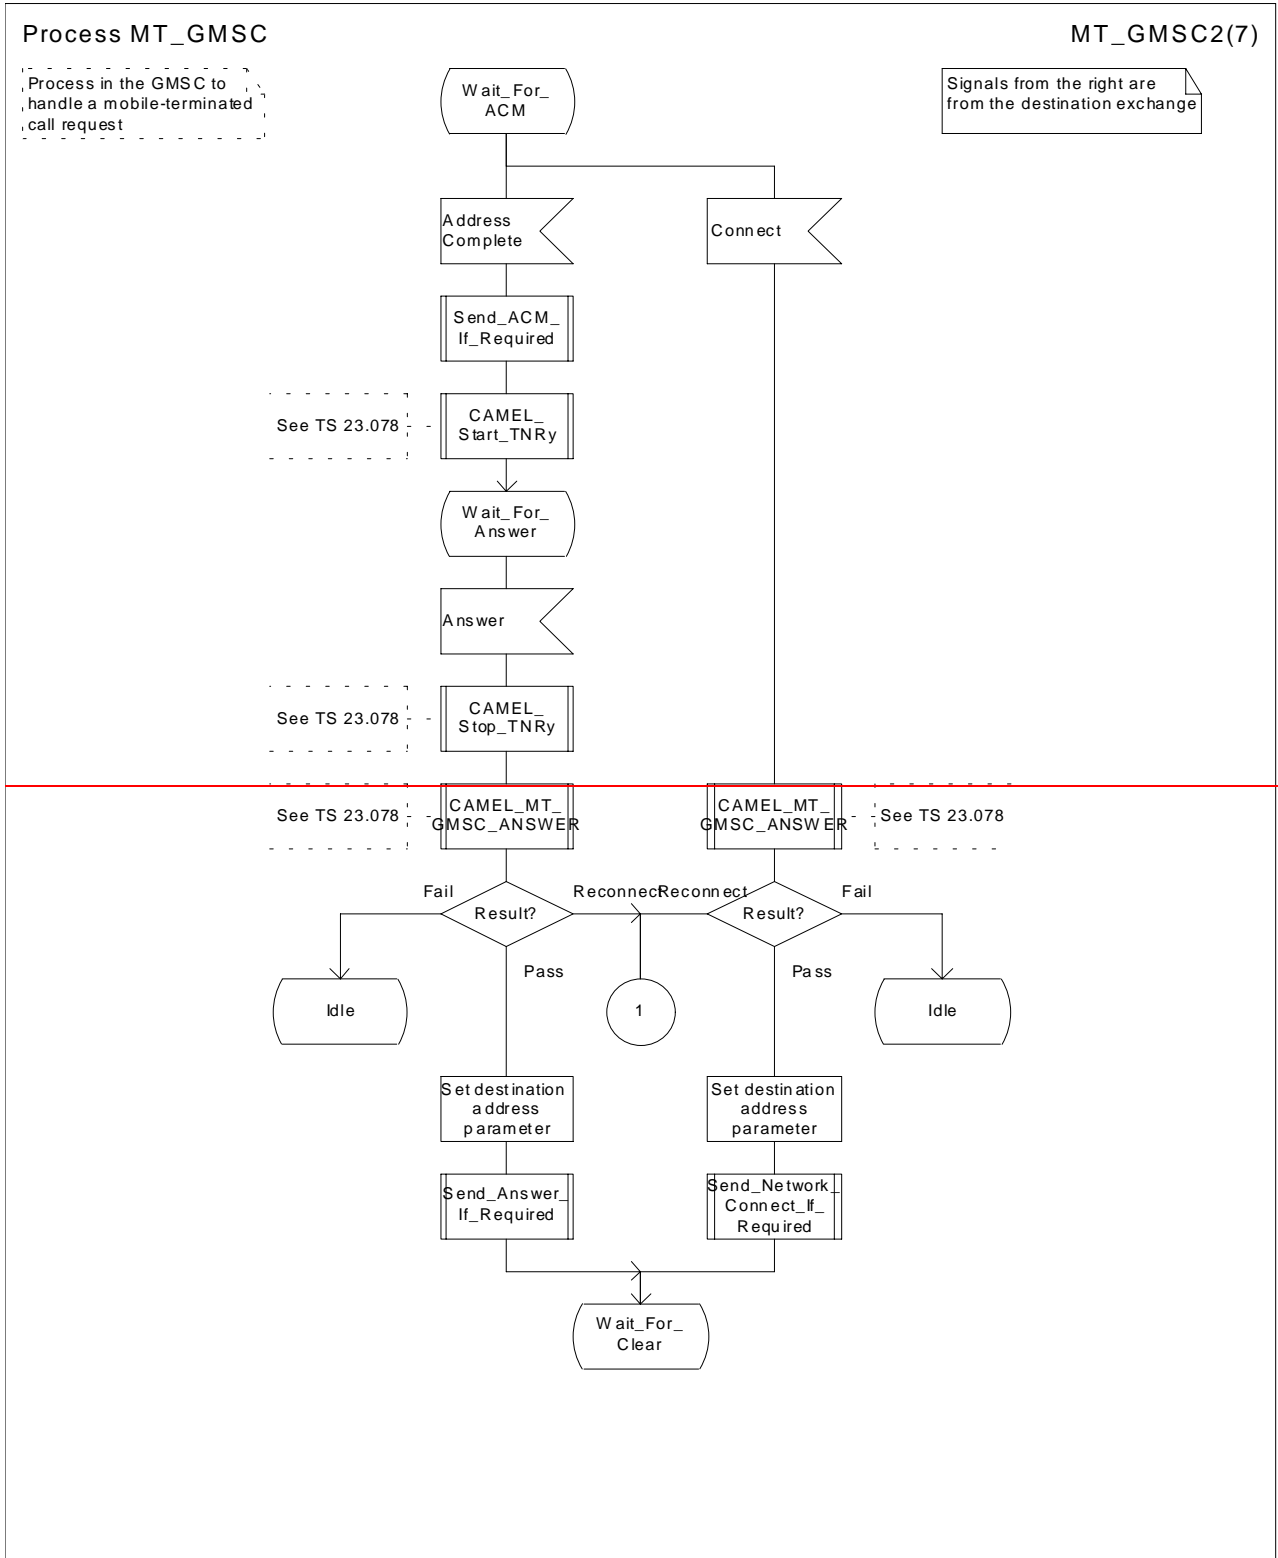 Process MT_GMSC
MT_GMSC2(7)
Process in the GMSC to
handle a mobile-terminated
call request
Signals from the right are
from the destination exchange
Wait_For_
ACM
Address
Complete
Connect
Send_ACM_
If_Required
See TS 23.078
CAMEL_
Start_TNRy
Wait_For_
Answer
Answer
See TS 23.078
CAMEL_
Stop_TNRy
See TS 23.078
CAMEL_MT_
GMSC_ANSWER
CAMEL_MT_
GMSC_ANSWER
See TS 23.078
Fail
Reconnect
Reconnect
Fail
Result?
Result?
Pass
Pass
Idle
1
Idle
Set destination
address
parameter
Set destination
address
parameter
Send_Answer_
If_Required
Send_Network_
Connect_If_
Required
Wait_For_
Clear